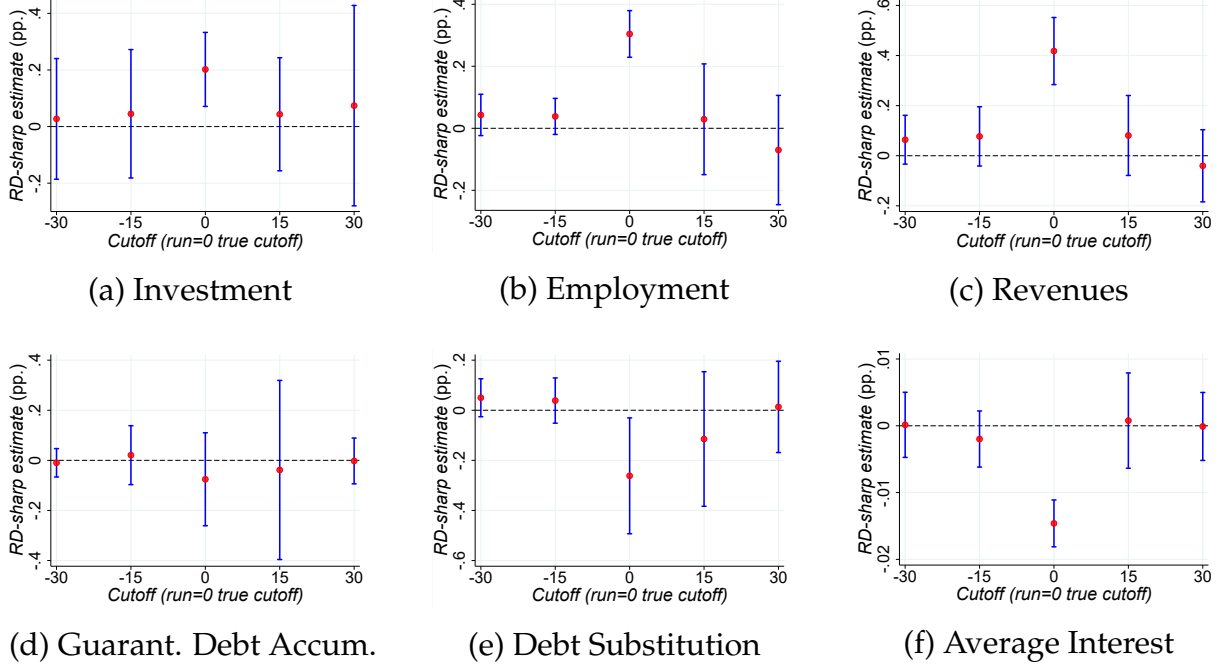 RD-sharp estimate (pp.)
.4
.2
0
-.2
-30 -15 0 15 30
Cutoff (run=0 true cutoff)
(a) Investment
RD-sharp estimate (pp.)
.4
.2
0
-.2
-30 -15 0 15 30
Cutoff (run=0 true cutoff)
(b) Employment
RD-sharp estimate (pp.)
.6
.4
.2
0
-.2
-30 -15 0 15 30
Cutoff (run=0 true cutoff)
(c) Revenues
RD-sharp estimate (pp.)
.4
.2
0
-.2
-.4
-30 -15 0 15 30
Cutoff (run=0 true cutoff)
(d) Guarant. Debt Accum.
RD-sharp estimate (pp.)
.2
0
-.2
-.4
-.6
-30 -15 0 15 30
Cutoff (run=0 true cutoff)
(e) Debt Substitution
RD-sharp estimate (pp.)
.01
0
-.01
-.02
-30 -15 0 15 30
Cutoff (run=0 true cutoff)
(f) Average Interest